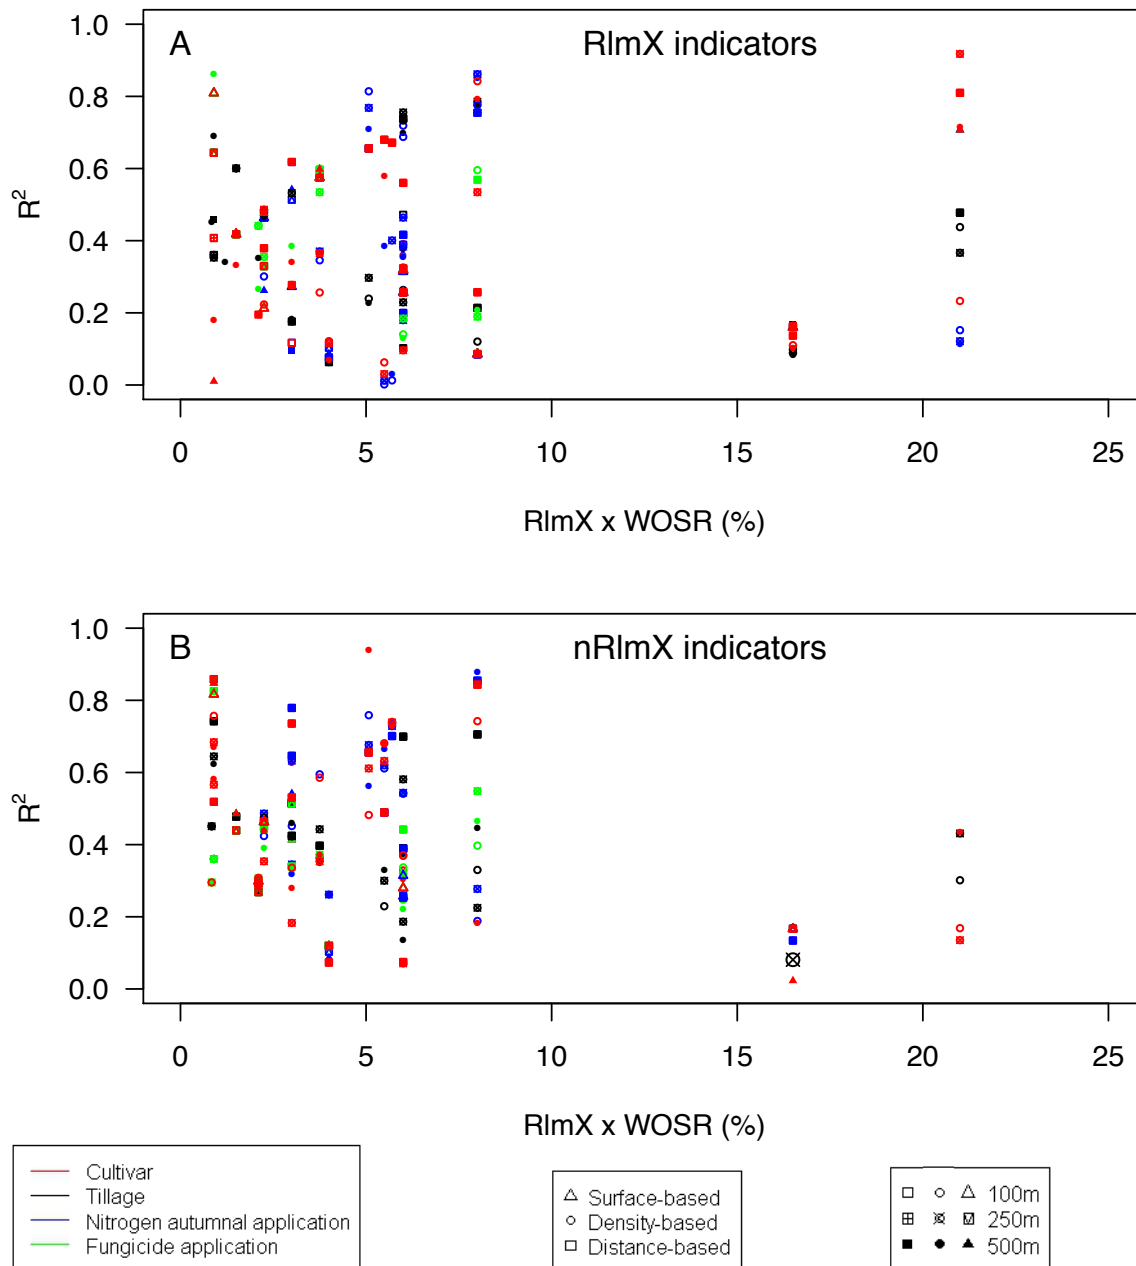 A RlmX indicators
1.0
0.8
0.6
0.4
0.2
0.0
R²
0 5 10 15 20 25
RlmX x WOSR (%)
B nRlmX indicators
1.0
0.8
0.6
0.4
0.2
0.0
R²
0 5 10 15 20 25
RlmX x WOSR (%)
Cultivar
Tillage
Nitrogen autumnal application
Fungicide application
Surface-based
Density-based
Distance-based
100m
250m
500m